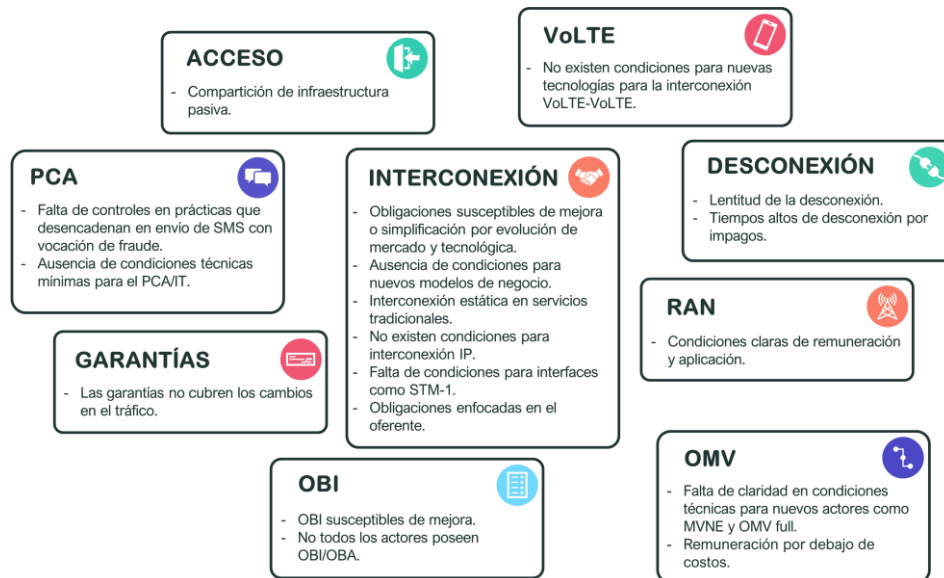 ACCESO
- Compartición de infraestructura
pasiva.
VoLTE
- No existen condiciones para nuevas
tecnologías para la interconexión
VoLTE-VoLTE.
PCA
- Falta de controles en prácticas que
desencadenan en envío de SMS con
vocación de fraude.
- Ausencia de condiciones técnicas
mínimas para el PCA/IT.
INTERCONEXIÓN
- Obligaciones susceptibles de mejora
o simplificación por evolución de
mercado y tecnológica.
- Ausencia de condiciones para
nuevos modelos de negocio.
- Interconexión estática en servicios
tradicionales.
- No existen condiciones para
interconexión IP.
- Falta de condiciones para interfaces
como STM-1.
- Obligaciones enfocadas en el
oferente.
DESCONEXIÓN
- Lentitud de la desconexión.
- Tiempos altos de desconexión por
impagos.
RAN
- Condiciones claras de remuneración
y aplicación.
GARANTÍAS
- Las garantías no cubren los cambios
en el tráfico.
OBI
- OBI susceptibles de mejora.
- No todos los actores poseen
OBI/OBA.
OMV
- Falta de claridad en condiciones
técnicas para nuevos actores como
MVNE y OMV full.
- Remuneración por debajo de
costos.